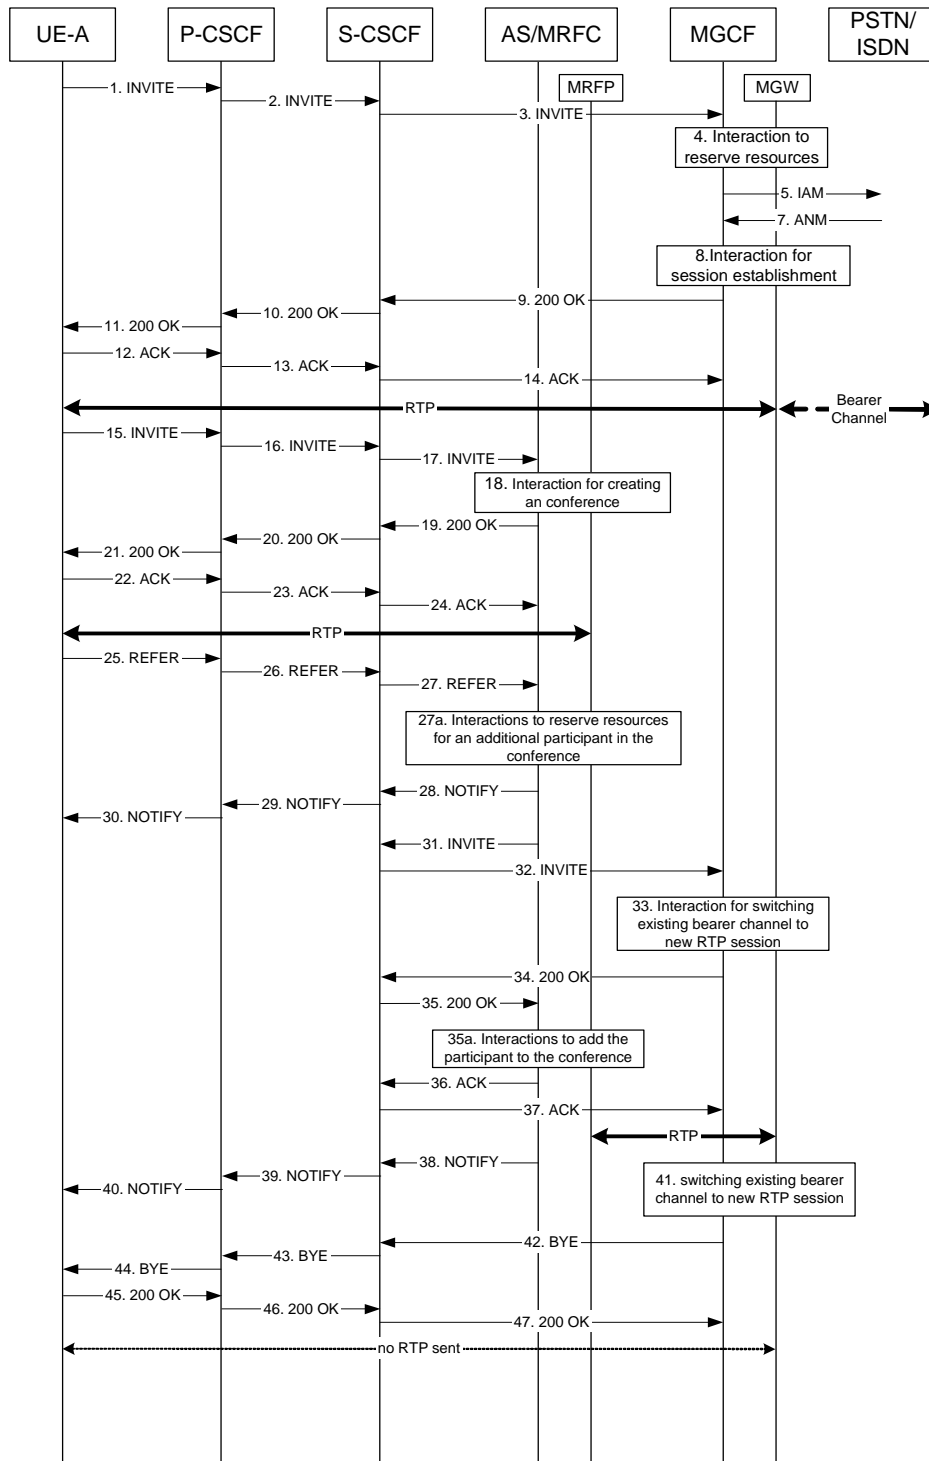 UE-A
P-CSCF
S-CSCF
AS/MRFC
MGCF
PSTN/
ISDN
MRFP
MGW
1. INVITE
2. INVITE
3. INVITE
4. Interaction to
reserve resources
5. IAM
7. ANM
8.Interaction for
session establishment
9. 200 OK
10. 200 OK
11. 200 OK
12. ACK
13. ACK
14. ACK
RTP
Bearer
Channel
15. INVITE
16. INVITE
17. INVITE
18. Interaction for creating
an conference
19. 200 OK
20. 200 OK
21. 200 OK
22. ACK
23. ACK
24. ACK
RTP
25. REFER
26. REFER
27. REFER
27a. Interactions to reserve resources
for an additional participant in the
conference
28. NOTIFY
29. NOTIFY
30. NOTIFY
31. INVITE
32. INVITE
33. Interaction for switching
existing bearer channel to
new RTP session
34. 200 OK
35. 200 OK
35a. Interactions to add the
participant to the conference
36. ACK
37. ACK
RTP
38. NOTIFY
39. NOTIFY
40. NOTIFY
41. switching existing bearer
channel to new RTP session
42. BYE
43. BYE
44. BYE
45. 200 OK
46. 200 OK
47. 200 OK
no RTP sent